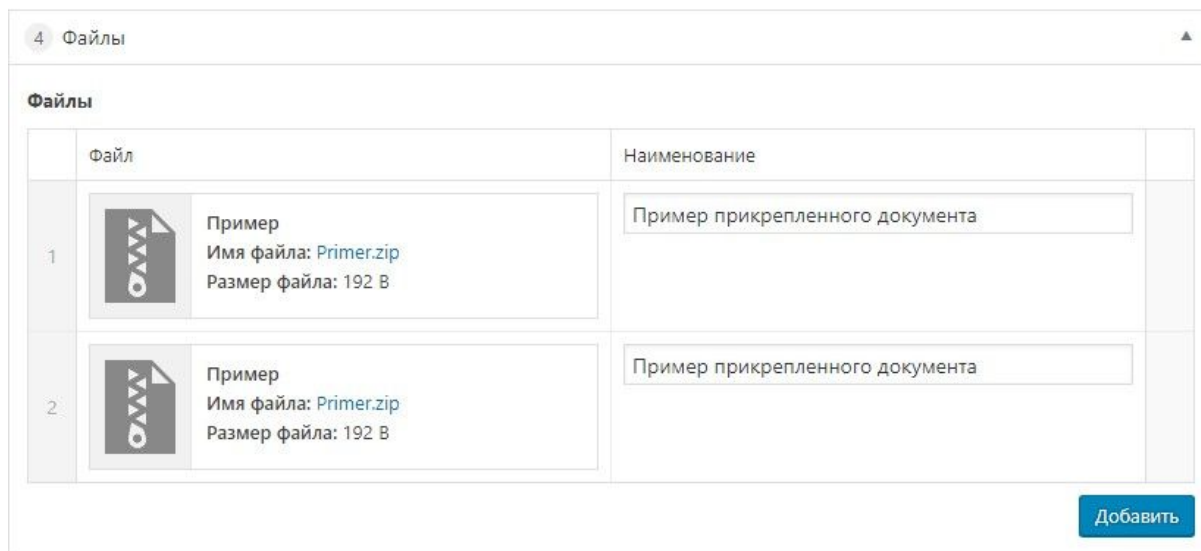 4 Файлы
Файлы
Файл Наименование
1
Пример
Имя файла: Primer.zip
Размер файла: 192 B
Пример прикрепленного документа
2
Пример
Имя файла: Primer.zip
Размер файла: 192 B
Пример прикрепленного документа
Добавить